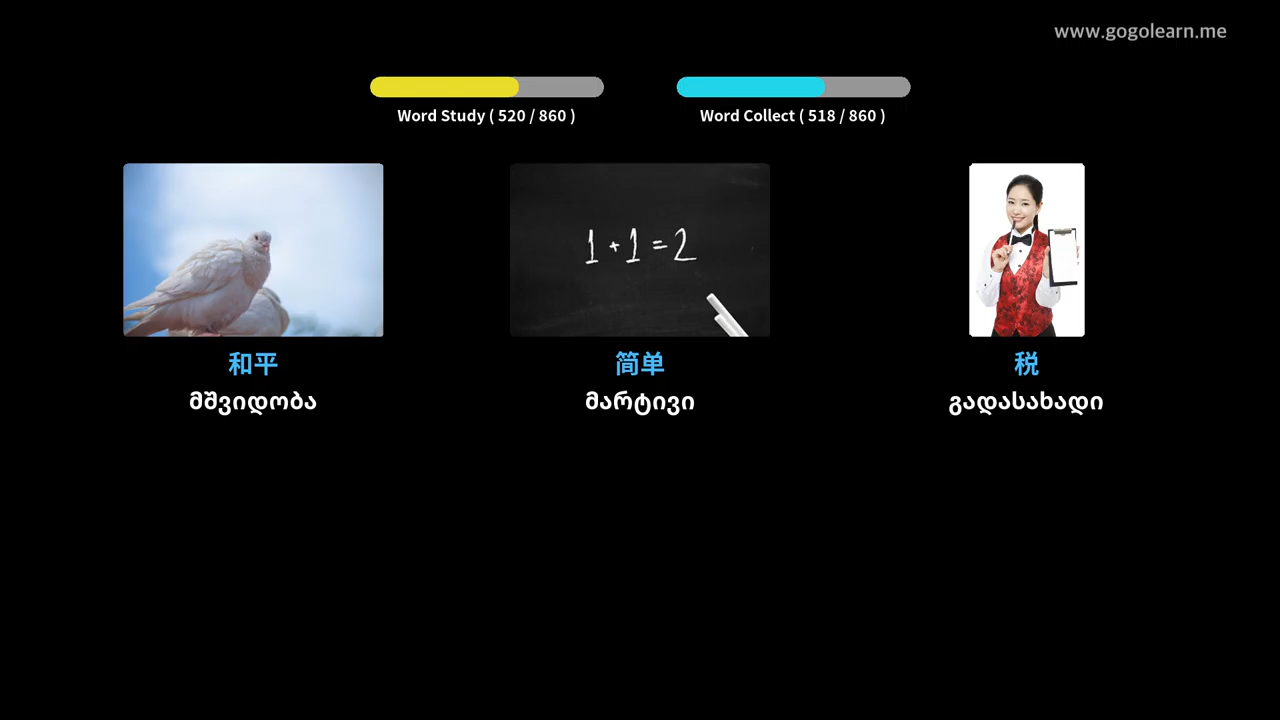 www.gogolearn.me
Word Study ( 520 / 860 )
Word Collect ( 518 / 860 )
1 + 1 = 2
和平
简单
税
მშვიდობა
მარტივი
გადასახადი